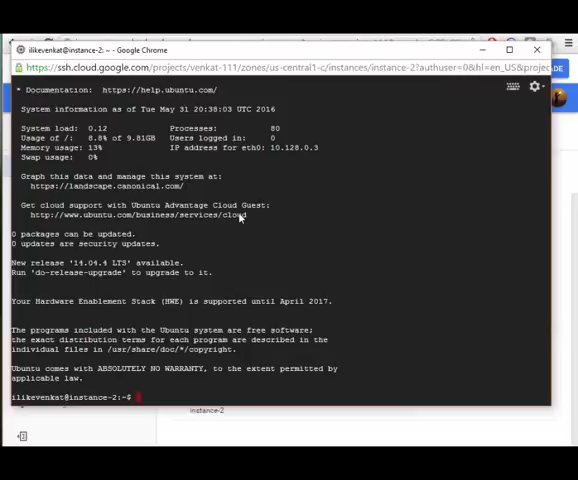 ilikevenkat@instance-2: ~ - Google Chrome
https://ssh.cloud.google.com/projects/venkat-111/zones/us-central1-c/instances/instance-2?authuser=0&hl=en_US&projec
* Documentation:  https://help.ubuntu.com/
System information as of Tue May 31 20:38:03 UTC 2016
System load:  0.12  Processes:  80
Usage of /:  8.8% of 9.81GB  Users logged in:  0
Memory usage:  13%  IP address for eth0:  10.128.0.3
Swap usage:  0%
Graph this data and manage this system at:
https://landscape.canonical.com/
Get cloud support with Ubuntu Advantage Cloud Guest:
http://www.ubuntu.com/business/services/cloud
0 packages can be updated.
0 updates are security updates.
New release '14.04.4 LTS' available.
Run 'do-release-upgrade' to upgrade to it.
Your Hardware Enablement Stack (HWE) is supported until April 2017.
The programs included with the Ubuntu system are free software;
the exact distribution terms for each program are described in the
individual files in /usr/share/doc/*/copyright.
Ubuntu comes with ABSOLUTELY NO WARRANTY, to the extent permitted by
applicable law.
ilikevenkat@instance-2:~$
instance-2